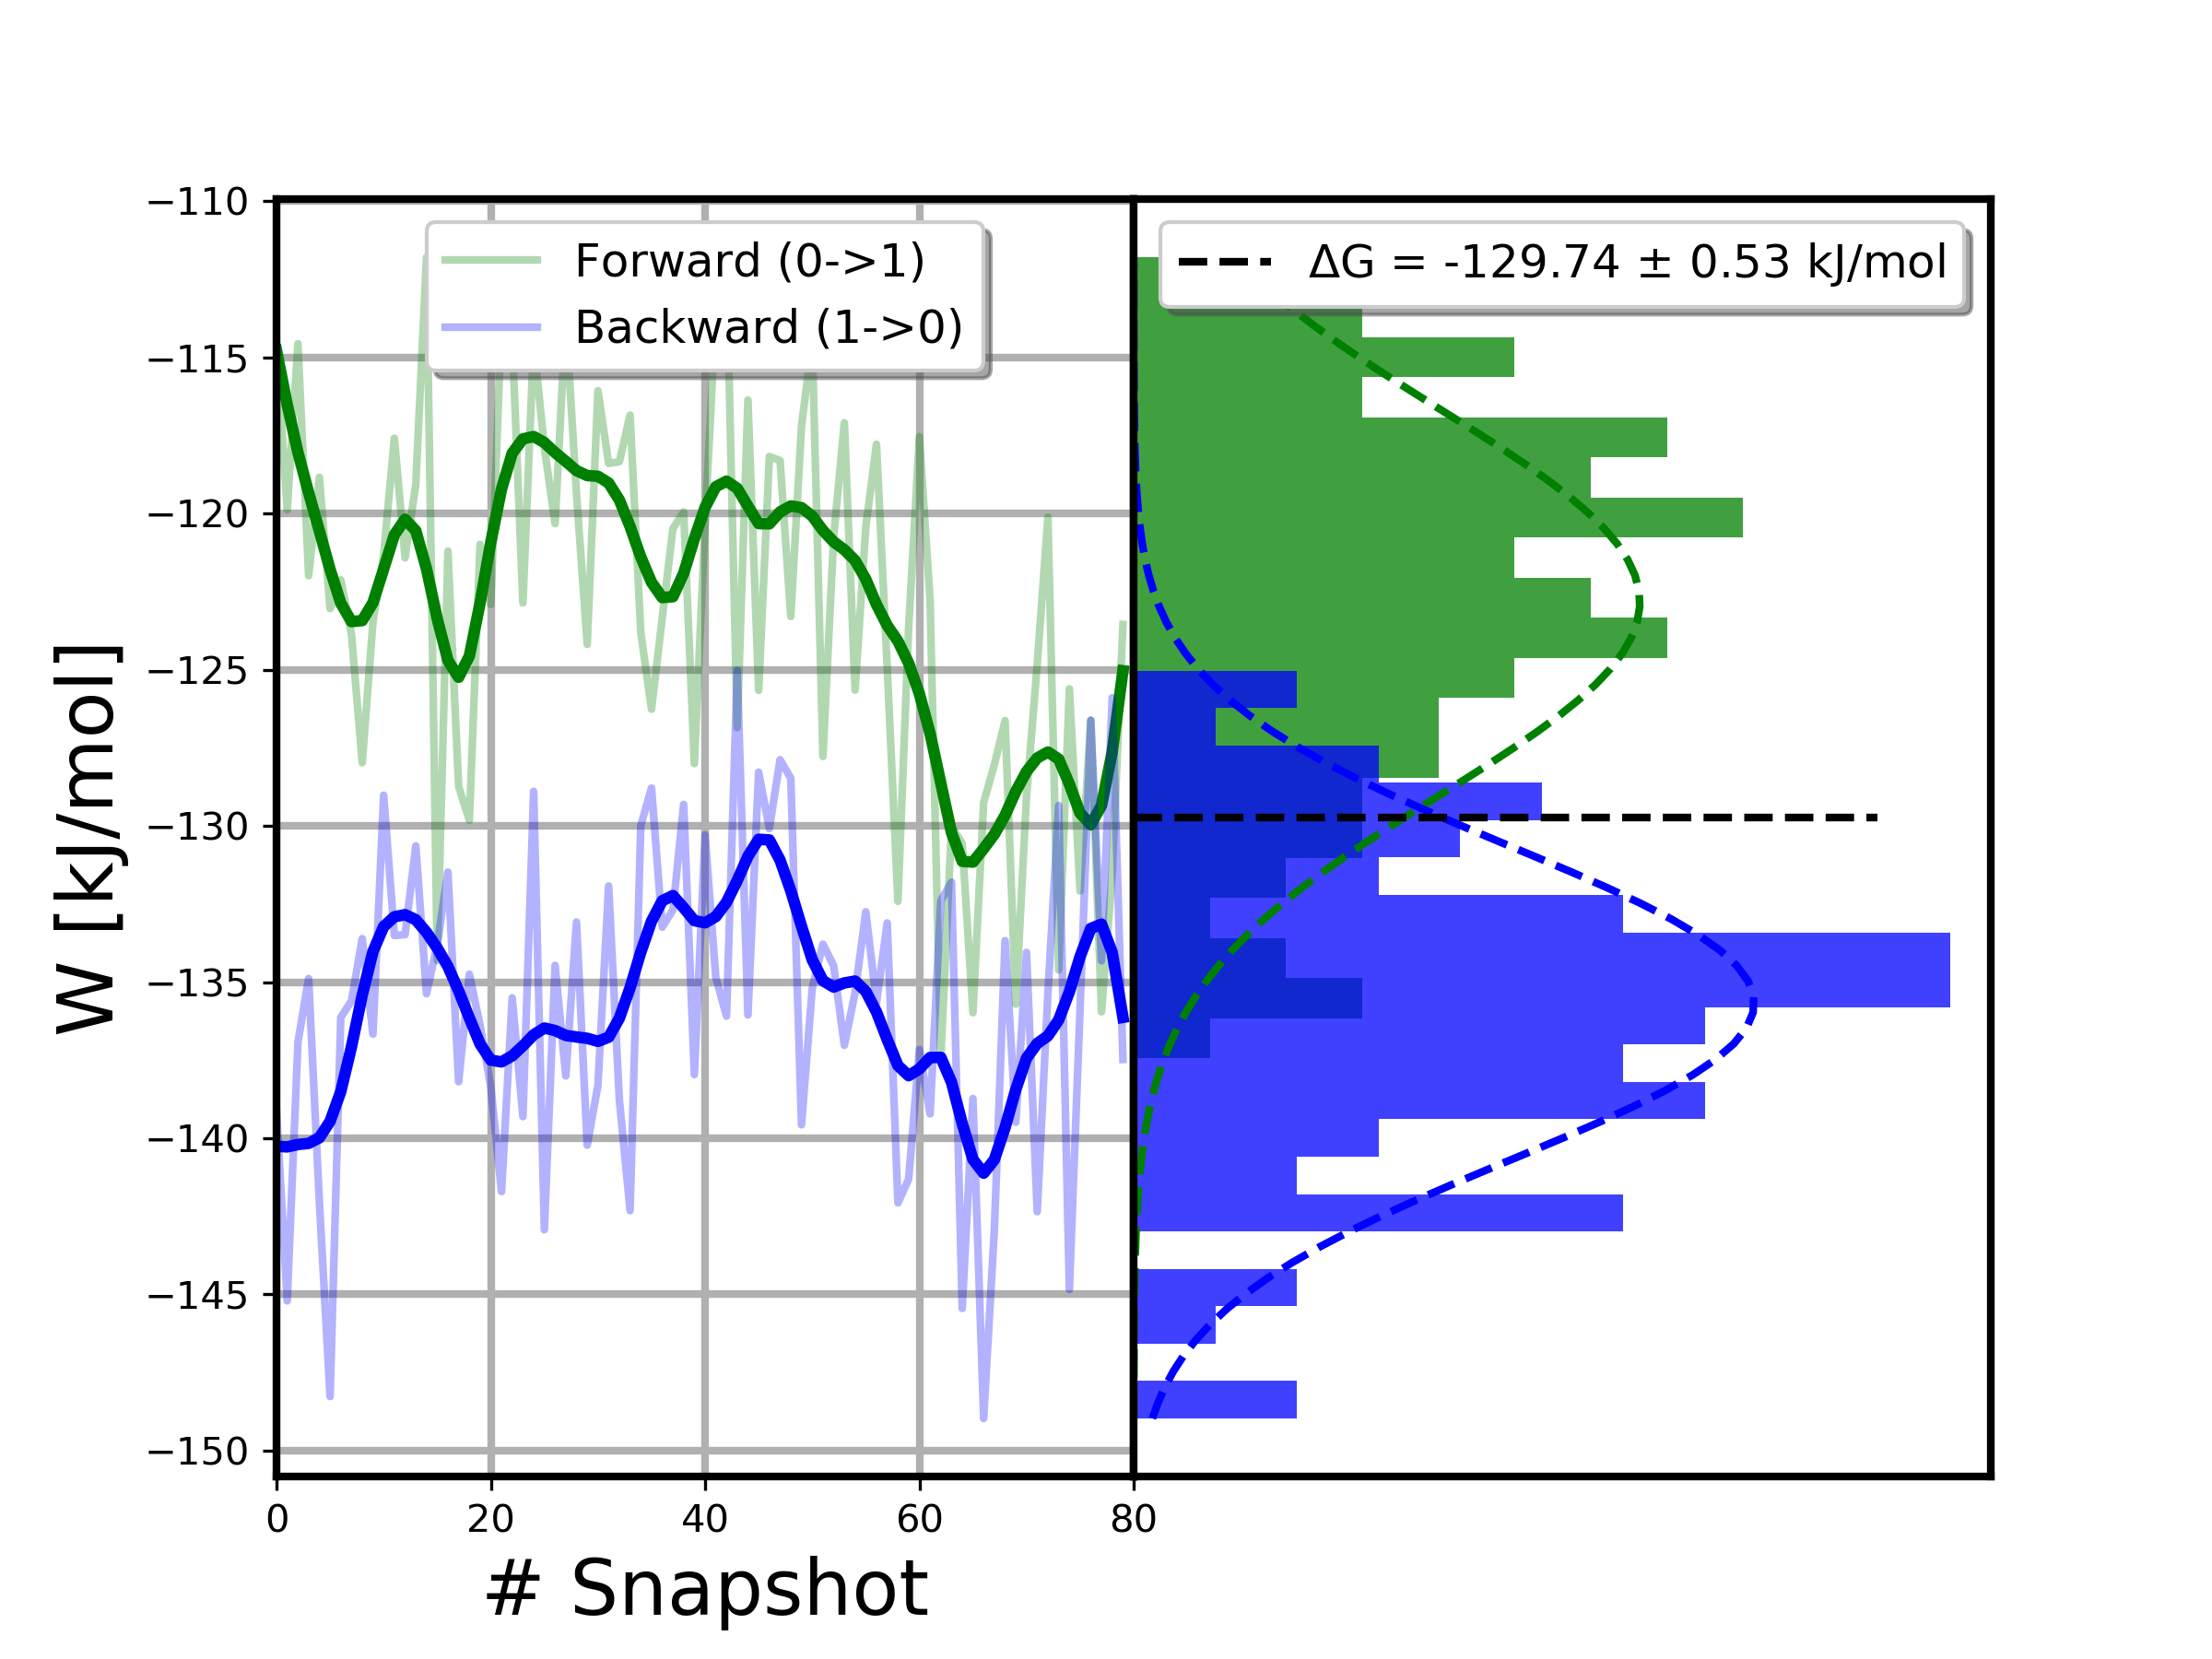 −110
−115
−120
−125
−130
−135
−140
−145
−150
W [kJ/mol]
Forward (0->1)
Backward (1->0)
ΔG = -129.74 ± 0.53 kJ/mol
0 20 40 60 80
# Snapshot